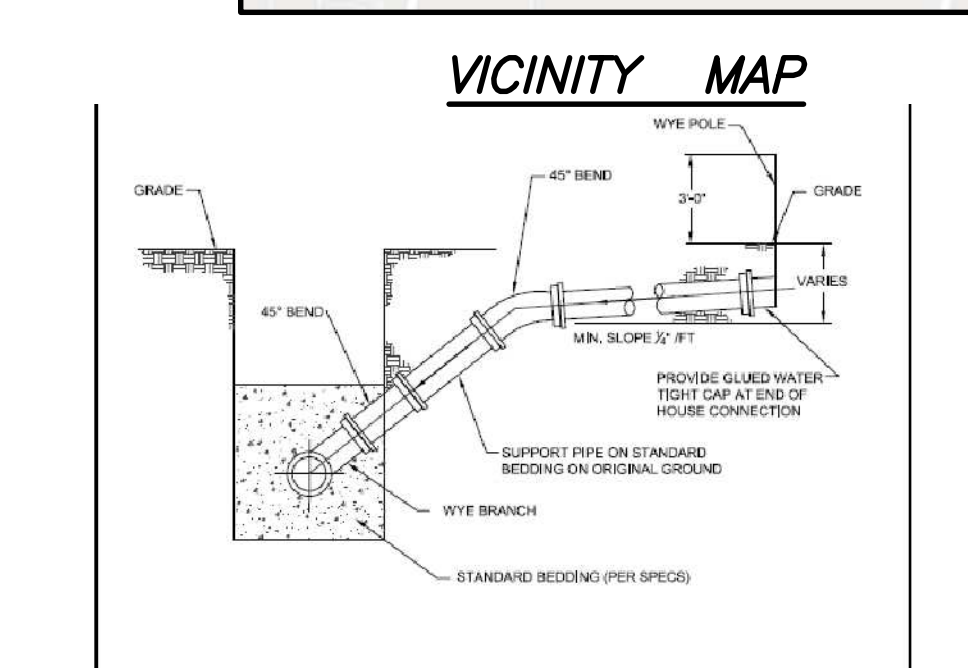 VICINITY MAP
WYE POLE
45° BEND
GRADE
3'-0"
GRADE
VARIES
45° BEND
MIN. SLOPE ¼" /FT
PROVIDE GLUED WATER
TIGHT CAP AT END OF
HOUSE CONNECTION
SUPPORT PIPE ON STANDARD
BEDDING ON ORIGINAL GROUND
WYE BRANCH
STANDARD BEDDING (PER SPECS)